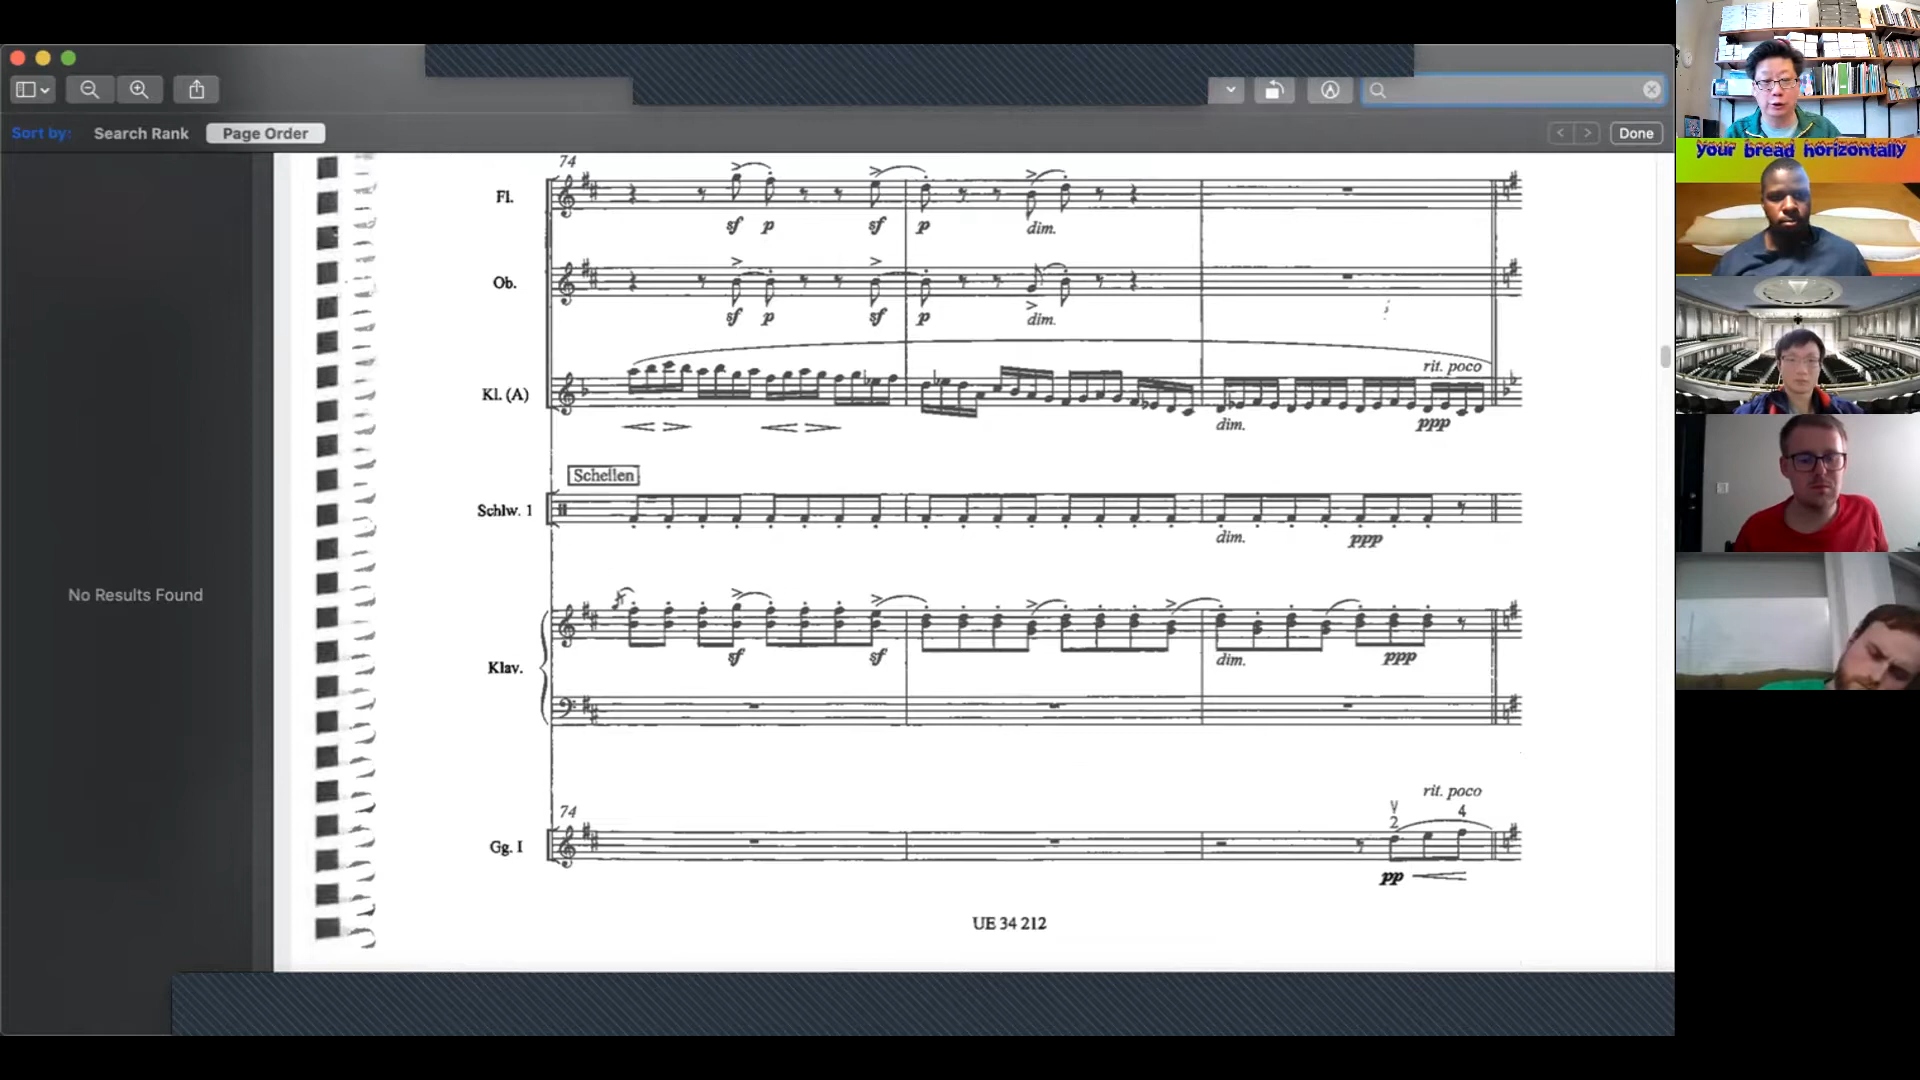 Sort by:
Search Rank
Page Order
Done
No Results Found
your bread horizontally
74
Fl.
sf p sf p dim.
Ob.
sf p sf p dim.
rit. poco
Kl. (A)
dim. ppp
Schellen
Schlw. 1
dim. ppp
Klav.
sf sf dim. ppp
rit. poco
74
2 4
Gg. I
pp
UE 34 212